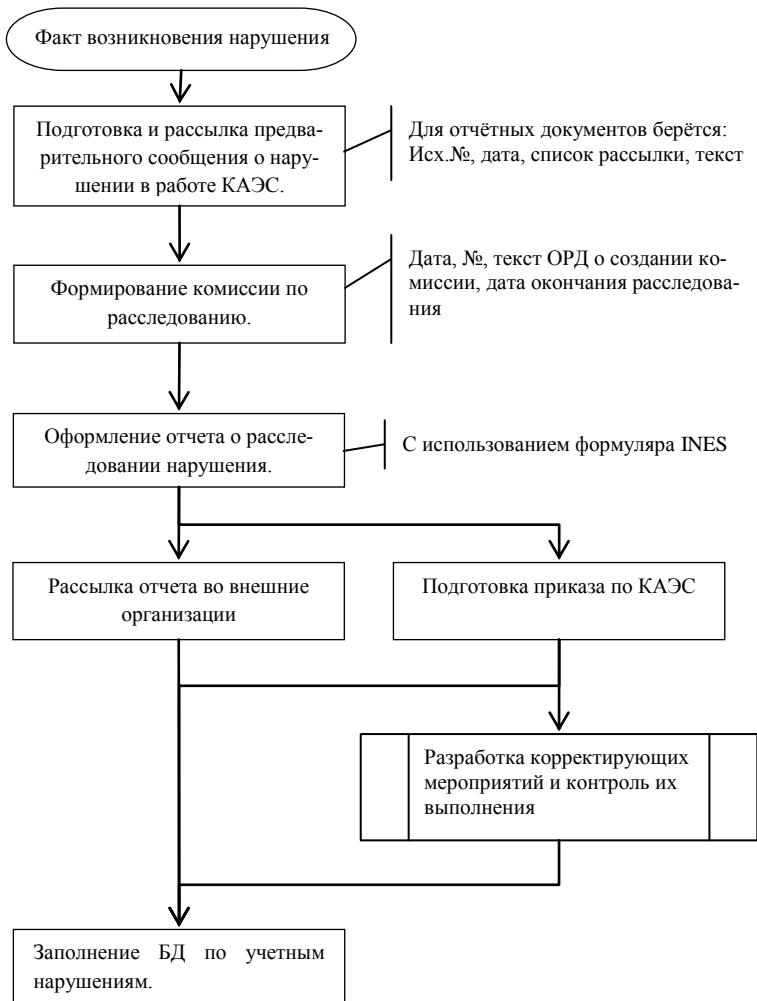 Факт возникновения нарушения
Подготовка и рассылка предва-
рительного сообщения о нару-
шении в работе КАЭС.
Для отчётных документов берётся:
Исх.№, дата, список рассылки, текст
Формирование комиссии по
расследованию.
Дата, №, текст ОРД о создании ко-
миссии, дата окончания расследова-
ния
Оформление отчета о рассле-
довании нарушения.
С использованием формуляра INES
Рассылка отчета во внешние
организации
Подготовка приказа по КАЭС
Разработка корректирующих
мероприятий и контроль их
выполнения
Заполнение БД по учетным
нарушениям.